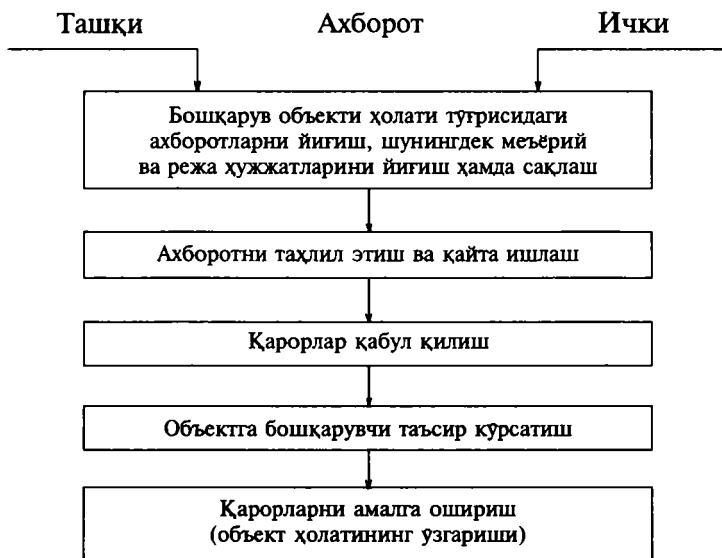 Ташқи Ахборот Ички
Бошқарув объекти ҳолати тўғрисидаги
ахборотларни йиғиш, шунингдек меъёрий
ва режа ҳужжатларини йиғиш ҳамда сақлаш
Ахборотни таҳлил этиш ва қайта ишлаш
Қарорлар қабул қилиш
Объектга бошқарувчи таъсир кўрсатиш
Қарорларни амалга ошириш
(объект ҳолатининг ўзгариши)